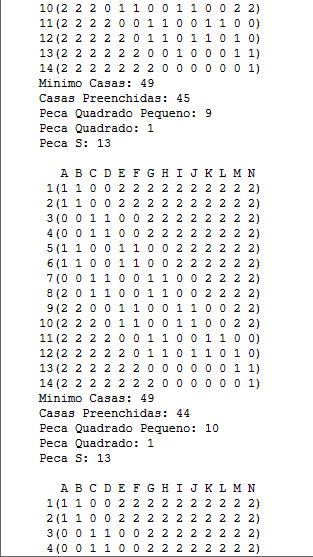 10(2 2 2 0 1 1 0 0 1 1 0 0 2 2)
11(2 2 2 2 0 0 1 1 0 0 1 1 0 0)
12(2 2 2 2 2 0 1 1 0 1 1 0 1 0)
13(2 2 2 2 2 2 0 0 1 0 0 0 1 1)
14(2 2 2 2 2 2 2 0 0 0 0 0 0 1)
Minimo Casas: 49
Casas Preenchidas: 45
Peca Quadrado Pequeno: 9
Peca Quadrado: 1
Peca S: 13
A B C D E F G H I J K L M N
1(1 1 0 0 2 2 2 2 2 2 2 2 2 2)
2(1 1 0 0 2 2 2 2 2 2 2 2 2 2)
3(0 0 1 1 0 0 2 2 2 2 2 2 2 2)
4(0 0 1 1 0 0 2 2 2 2 2 2 2 2)
5(1 1 0 0 1 1 0 0 2 2 2 2 2 2)
6(1 1 0 0 1 1 0 0 2 2 2 2 2 2)
7(0 0 1 1 0 0 1 1 0 0 2 2 2 2)
8(2 0 1 1 0 0 1 1 0 0 2 2 2 2)
9(2 2 0 0 1 1 0 0 1 1 0 0 2 2)
10(2 2 2 0 1 1 0 0 1 1 0 0 2 2)
11(2 2 2 2 0 0 1 1 0 0 1 1 0 0)
12(2 2 2 2 2 0 1 1 0 1 1 0 1 0)
13(2 2 2 2 2 2 2 0 0 0 0 0 1 1)
14(2 2 2 2 2 2 2 0 0 0 0 0 0 1)
Minimo Casas: 49
Casas Preenchidas: 44
Peca Quadrado Pequeno: 10
Peca Quadrado: 1
Peca S: 13
A B C D E F G H I J K L M N
1(1 1 0 0 2 2 2 2 2 2 2 2 2 2)
2(1 1 0 0 2 2 2 2 2 2 2 2 2 2)
3(0 0 1 1 0 0 2 2 2 2 2 2 2 2)
4(0 0 1 1 0 0 2 2 2 2 2 2 2 2)